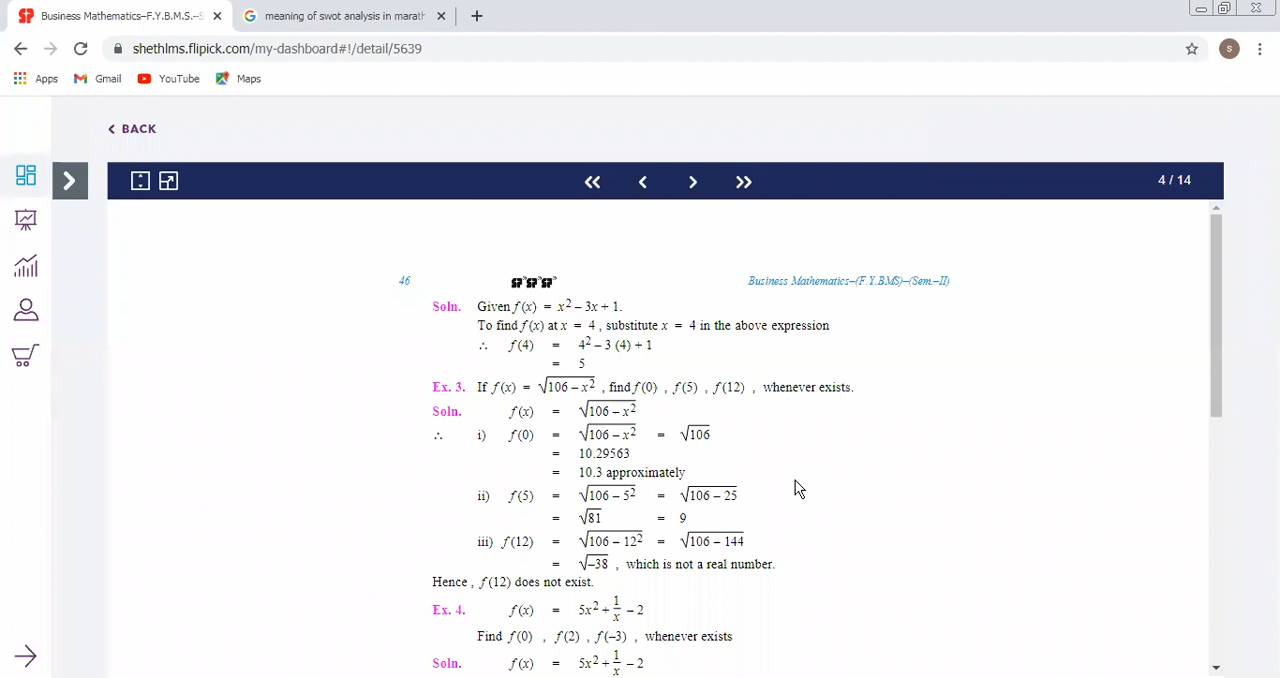 Business Mathematics–F.Y.B.M.S.–S
meaning of swot analysis in marath
shethlms.flipick.com/my-dashboard#!/detail/5639
S
Apps Gmail YouTube Maps
BACK
4 / 14
46 Business Mathematics–(F.Y.BMS)–(Sem.–II)
Soln. Given f(x) = x² – 3x + 1.
To find f(x) at x = 4 , substitute x = 4 in the above expression
∴ f(4) = 4² – 3 (4) + 1
= 5
Ex. 3. If f(x) = √106 – x² , find f(0) , f(5) , f(12) , whenever exists.
Soln. f(x) = √106 – x²
∴ i) f(0) = √106 – x² = √106
= 10.29563
= 10.3 approximately
ii) f(5) = √106 – 5² = √106 – 25
= √81 = 9
iii) f(12) = √106 – 12² = √106 – 144
= √–38 , which is not a real number.
Hence , f(12) does not exist.
Ex. 4. f(x) = 5x² + 1/x – 2
Find f(0) , f(2) , f(–3) , whenever exists
Soln. f(x) = 5x² + 1/x – 2